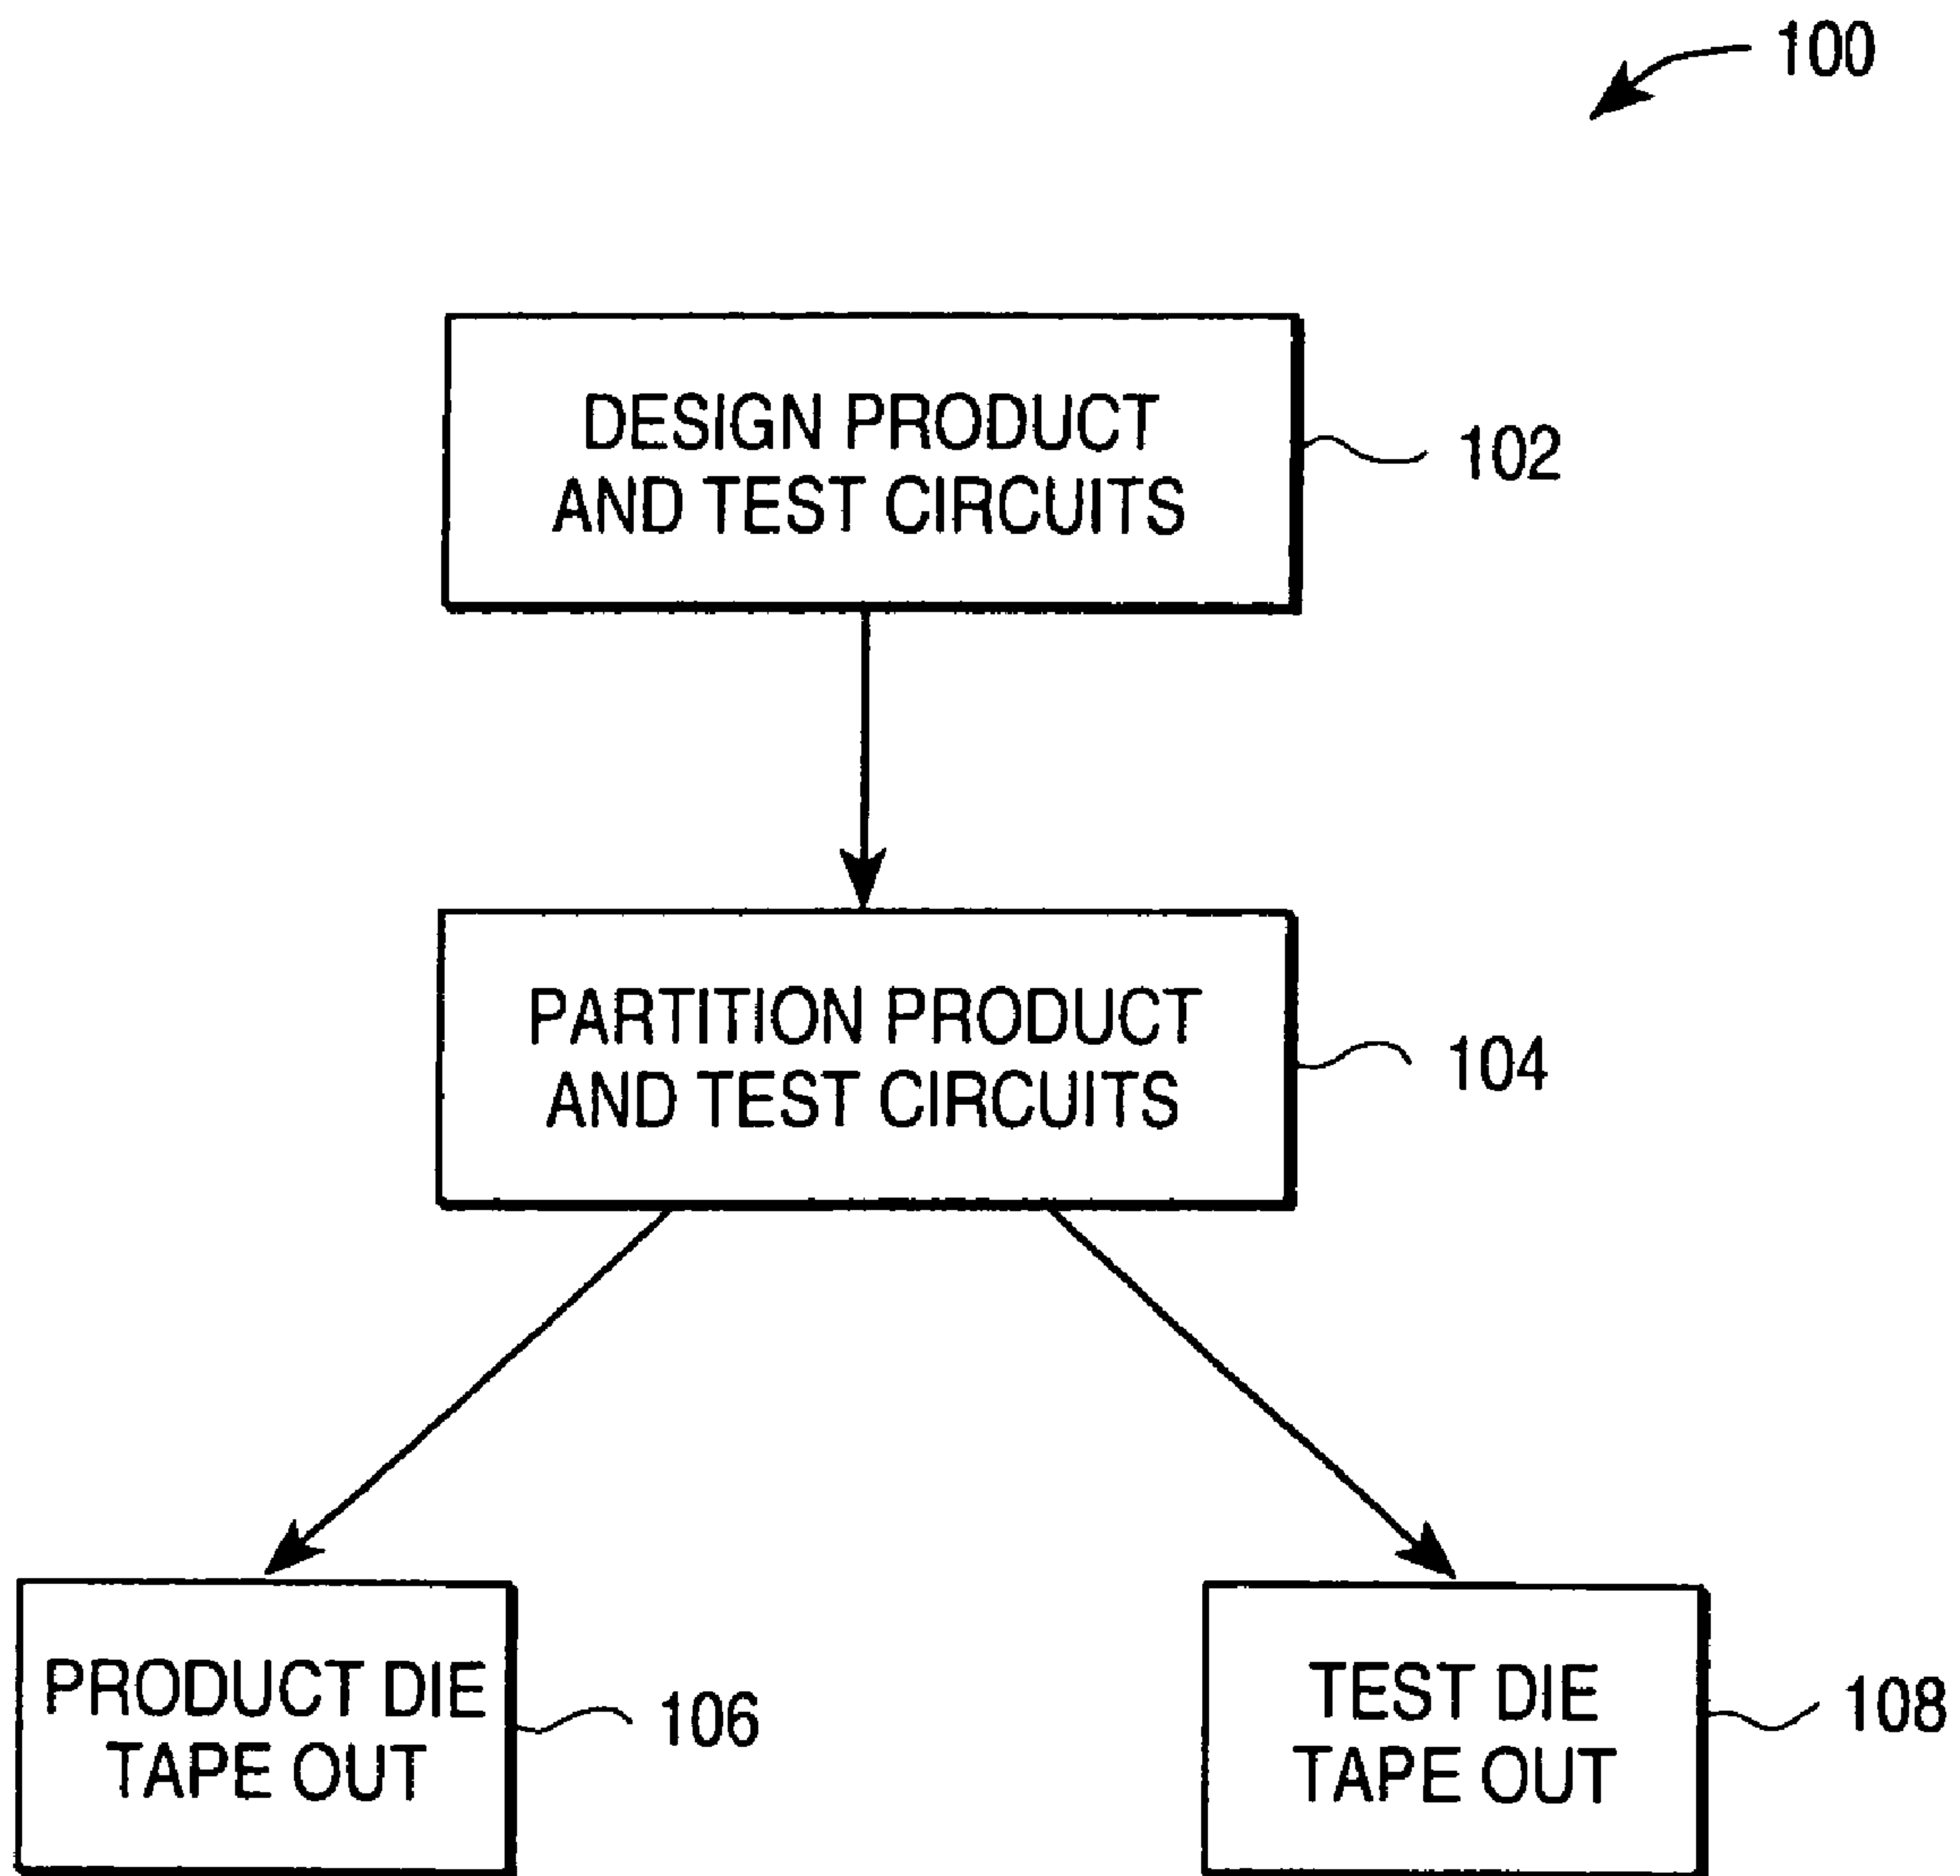 100
DESIGN PRODUCT
AND TEST CIRCUITS
102
PARTITION PRODUCT
AND TEST CIRCUITS
104
PRODUCT DIE
TAPE OUT
106
TEST DIE
TAPE OUT
108